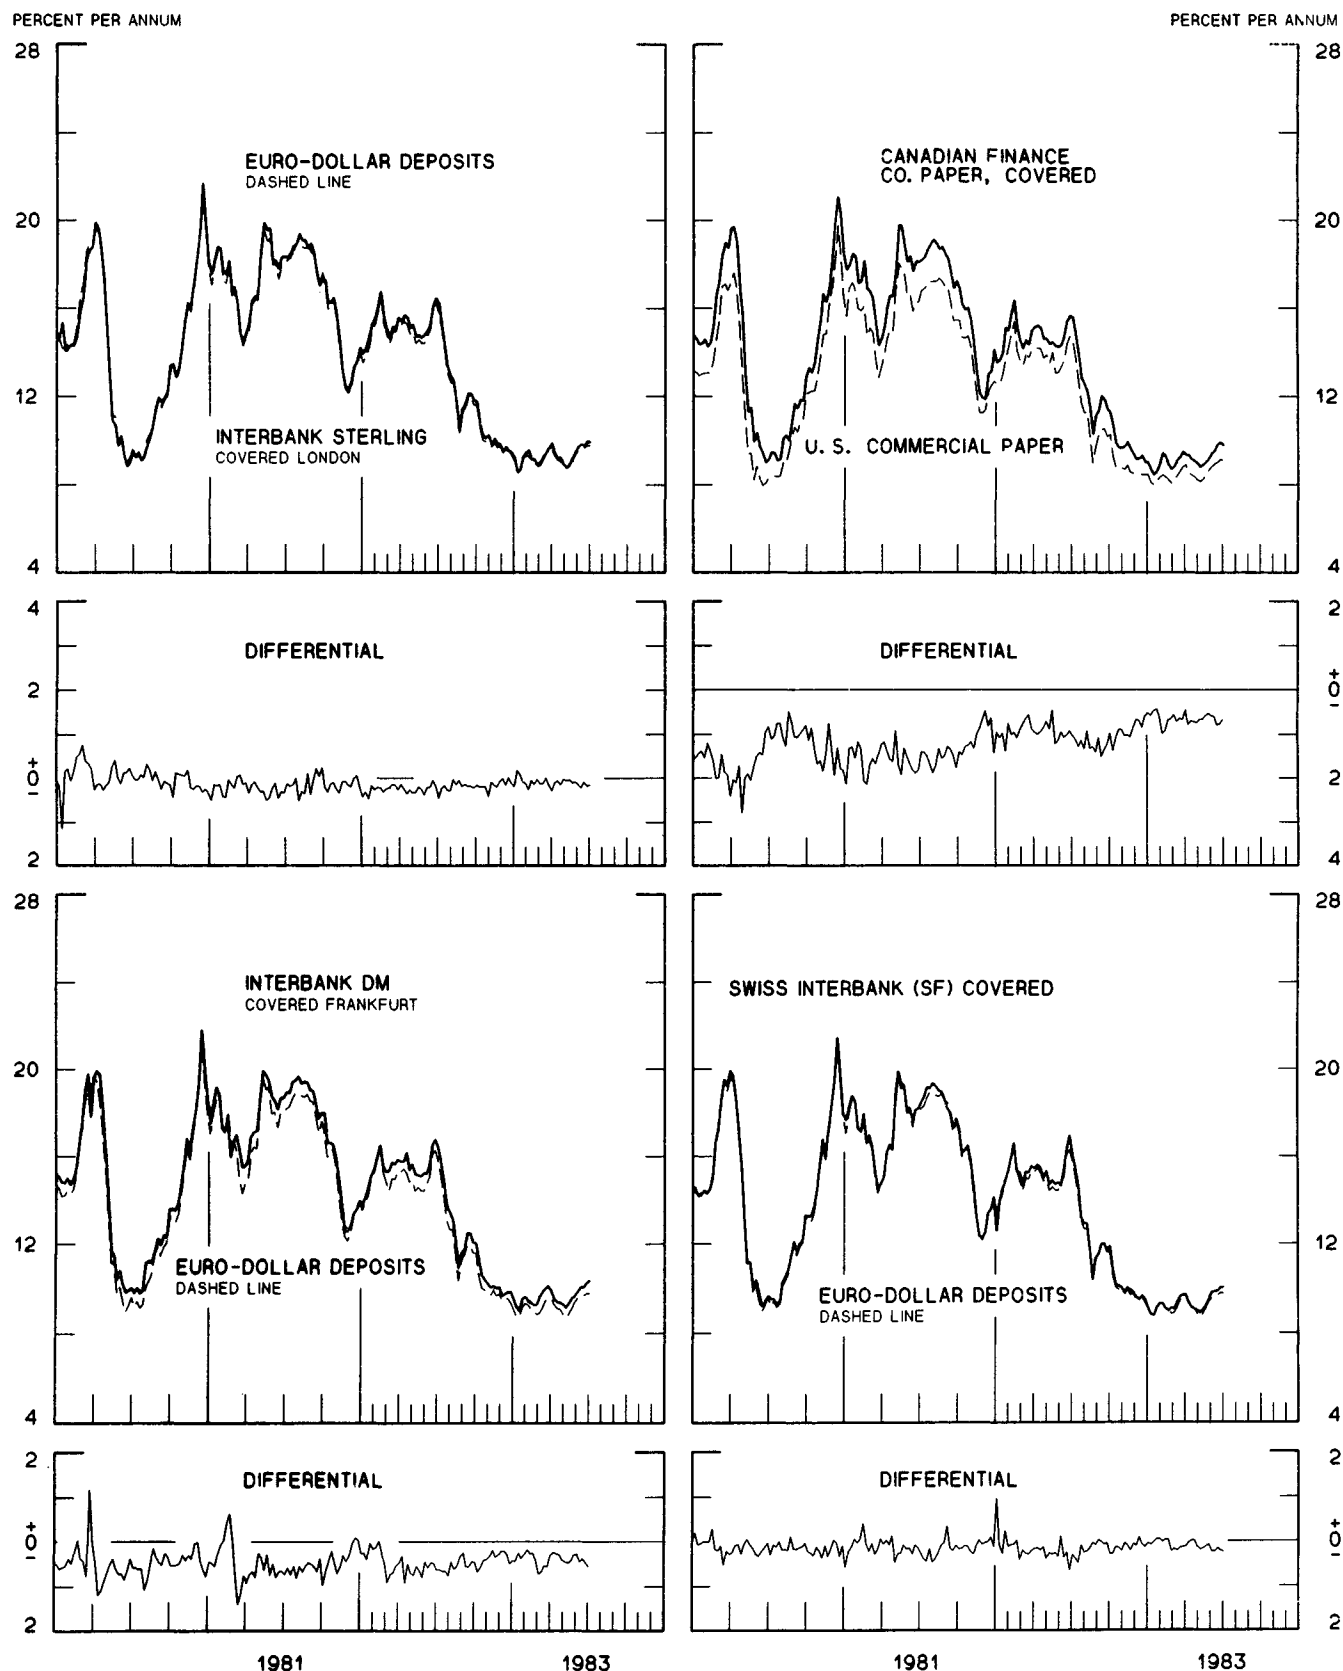 PERCENT PER ANNUM
PERCENT PER ANNUM
28
20
12
4
EURO-DOLLAR DEPOSITS
DASHED LINE
INTERBANK STERLING
COVERED LONDON
28
20
12
4
CANADIAN FINANCE
CO. PAPER, COVERED
U. S. COMMERCIAL PAPER
4
2
+
0
2
DIFFERENTIAL
2
+
0
-
2
4
DIFFERENTIAL
20
12
4
INTERBANK DM
COVERED FRANKFURT
EURO-DOLLAR DEPOSITS
DASHED LINE
28
20
12
4
SWISS INTERBANK (SF) COVERED
EURO-DOLLAR DEPOSITS
DASHED LINE
2
+
0
-
2
DIFFERENTIAL
2
+
0
-
2
DIFFERENTIAL
1981
1983
1981
1983